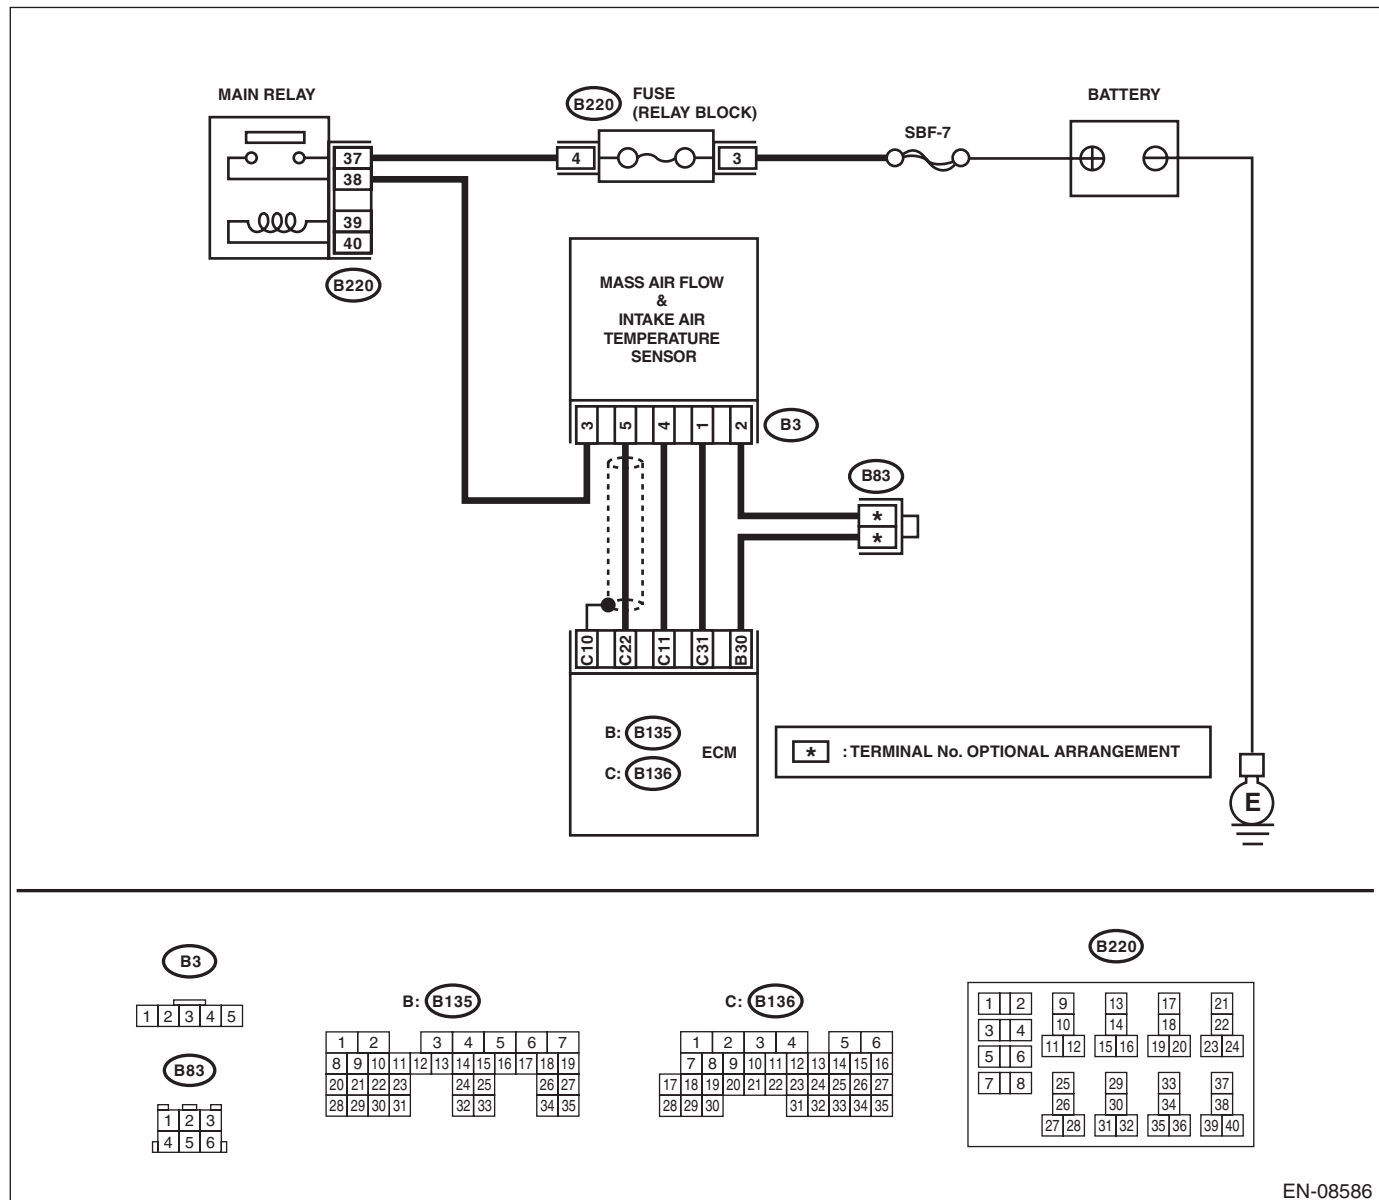 MAIN RELAY
B220
FUSE
(RELAY BLOCK)
BATTERY
SBF-7
37
38
39
40
4
3
B220
MASS AIR FLOW
&
INTAKE AIR
TEMPERATURE
SENSOR
3 5 4 1 2
B3
B83
*
*
C10 C22 C11 C31 B30
B: B135
C: B136
ECM
* : TERMINAL No. OPTIONAL ARRANGEMENT
E
B3
1 2 3 4 5
B83
1 2 3
4 5 6
B: B135
1 2 3 4 5 6 7
8 9 10 11 12 13 14 15 16 17 18 19
20 21 22 23 24 25 26 27
28 29 30 31 32 33 34 35
C: B136
1 2 3 4 5 6
7 8 9 10 11 12 13 14 15 16
17 18 19 20 21 22 23 24 25 26 27
28 29 30 31 32 33 34 35
B220
1 2 9 13 17 21
3 4 10 14 18 22
11 12 15 16 19 20 23 24
5 6
7 8 25 29 33 37
26 30 34 38
27 28 31 32 35 36 39 40
EN-08586